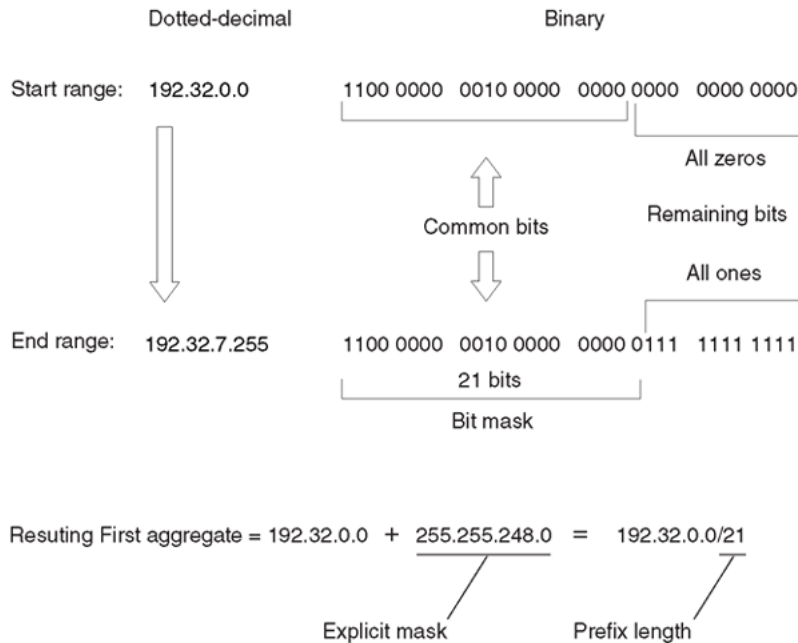 Dotted-decimal Binary
Start range: 192.32.0.0 1100 0000 0010 0000 0000 0000 0000 0000
All zeros
Common bits
Remaining bits
All ones
End range: 192.32.7.255 1100 0000 0010 0000 0000 0111 1111 1111
21 bits
Bit mask
Resuting First aggregate = 192.32.0.0 + 255.255.248.0 = 192.32.0.0/21
Explicit mask Prefix length